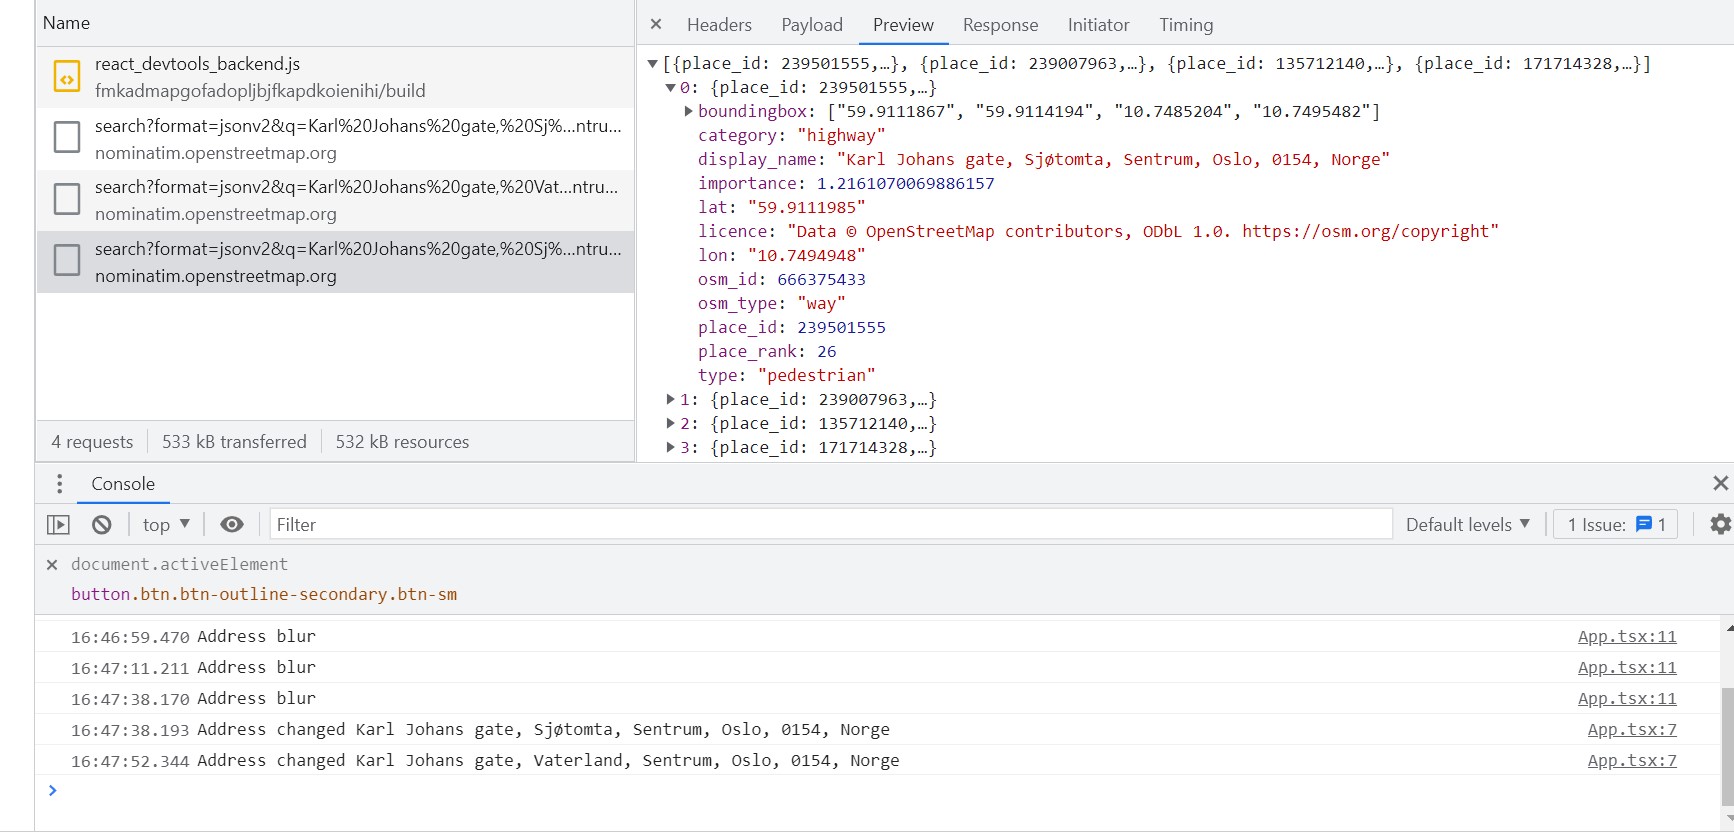 Name
react_devtools_backend.js
fmkadmapgofadopljbjfkapdkoienihi/build
search?format=jsonv2&q=Karl%20Johans%20gate,%20Sj%...ntru...
nominatim.openstreetmap.org
search?format=jsonv2&q=Karl%20Johans%20gate,%20Vat...ntru...
nominatim.openstreetmap.org
search?format=jsonv2&q=Karl%20Johans%20gate,%20Sj%...ntru...
nominatim.openstreetmap.org
4 requests 533 kB transferred 532 kB resources
× Headers Payload Preview Response Initiator Timing
▼[{place_id: 239501555,…}, {place_id: 239007963,…}, {place_id: 135712140,…}, {place_id: 171714328,…}]
▼0: {place_id: 239501555,…}
▶boundingbox: ["59.9111867", "59.9114194", "10.7485204", "10.7495482"]
category: "highway"
display_name: "Karl Johans gate, Sjøtomta, Sentrum, Oslo, 0154, Norge"
importance: 1.2161070069886157
lat: "59.9111985"
licence: "Data © OpenStreetMap contributors, ODbL 1.0. https://osm.org/copyright"
lon: "10.7494948"
osm_id: 666375433
osm_type: "way"
place_id: 239501555
place_rank: 26
type: "pedestrian"
▶1: {place_id: 239007963,…}
▶2: {place_id: 135712140,…}
▶3: {place_id: 171714328,…}
Console
top ▼ Filter Default levels ▼ 1 Issue: 1
× document.activeElement
button.btn.btn-outline-secondary.btn-sm
16:46:59.470 Address blur App.tsx:11
16:47:11.211 Address blur App.tsx:11
16:47:38.170 Address blur App.tsx:11
16:47:38.193 Address changed Karl Johans gate, Sjøtomta, Sentrum, Oslo, 0154, Norge App.tsx:7
16:47:52.344 Address changed Karl Johans gate, Vaterland, Sentrum, Oslo, 0154, Norge App.tsx:7